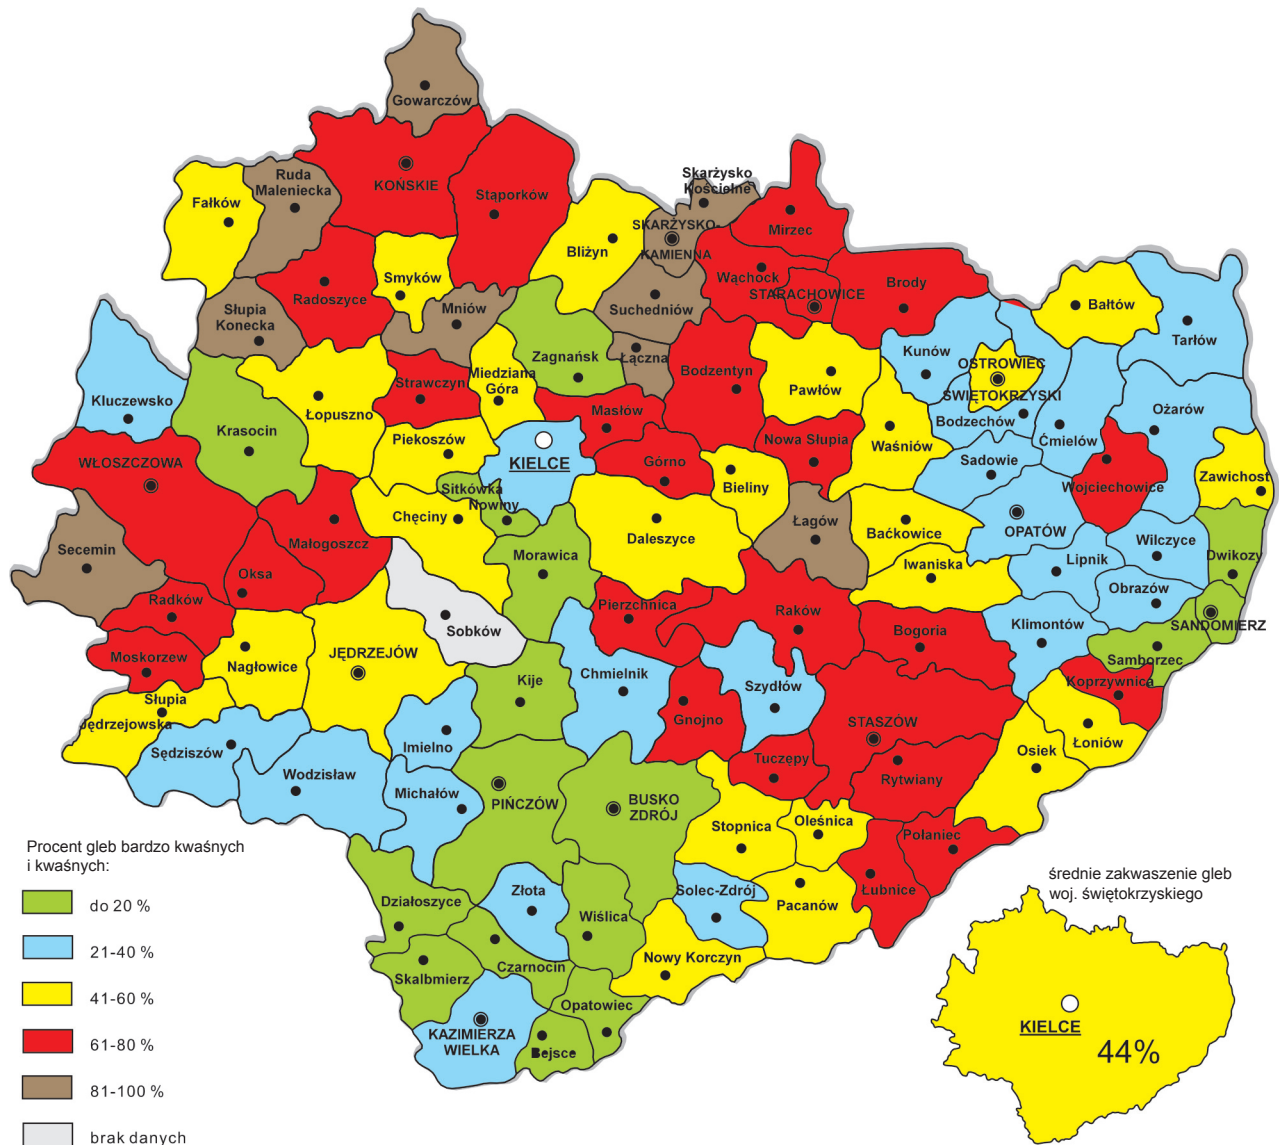 Gowarczów
Skarżysko
Kościelne
Ruda
Maleniecka
KOŃSKIE
Stąporków
Fałków
SKARŻYSKO-
KAMIENNA
Mirzec
Bliżyn
Smyków
Wąchock
Brody
Radoszyce
STARACHOWICE
Bałtów
Słupia
Konecka
Mniów
Suchedniów
Tarłów
Zagnańsk
Łączna
Kunów
OSTROWIEC
ŚWIĘTOKRZYSKI
Miedziana
Góra
Bodzentyn
Strawczyn
Pawłów
Kluczewsko
Łopuszno
Masłów
Bodzechów
Ożarów
Krasocin
Piekoszów
Nowa Słupia
Waśniów
Ćmielów
KIELCE
Górno
Sadowie
WŁOSZCZOWA
Sitkówka
Nowiny
Bieliny
Wojciechowice
Zawichost
Chęciny
Łagów
Baćkowice
OPATÓW
Małogoszcz
Daleszyce
Wilczyce
Secemin
Morawica
Iwaniska
Lipnik
Dwikozy
Oksa
Obrazów
Radków
Pierzchnica
Raków
Klimontów
SANDOMIERZ
Sobków
Bogoria
Moskorzew
Nagłowice
JĘDRZEJÓW
Samborzec
Kije
Chmielnik
Szydłów
Koprzywnica
Słupia
Jędrzejowska
Gnojno
STASZÓW
Sędziszów
Imielno
Osiek
Łoniów
Tuczępy
Rytwiany
Wodzisław
Michałów
PIŃCZÓW
BUSKO
ZDRÓJ
Stopnica
Oleśnica
Połaniec
Działoszyce
Złota
Solec-Zdrój
Łubnice
Wiślica
Pacanów
Skalbmierz
Czarnocin
Nowy Korczyn
Opatowiec
KAZIMIERZA
WIELKA
Bejsce
Procent gleb bardzo kwaśnych
i kwaśnych:
do 20 %
21-40 %
41-60 %
61-80 %
81-100 %
brak danych
średnie zakwaszenie gleb
woj. świętokrzyskiego
KIELCE
44%